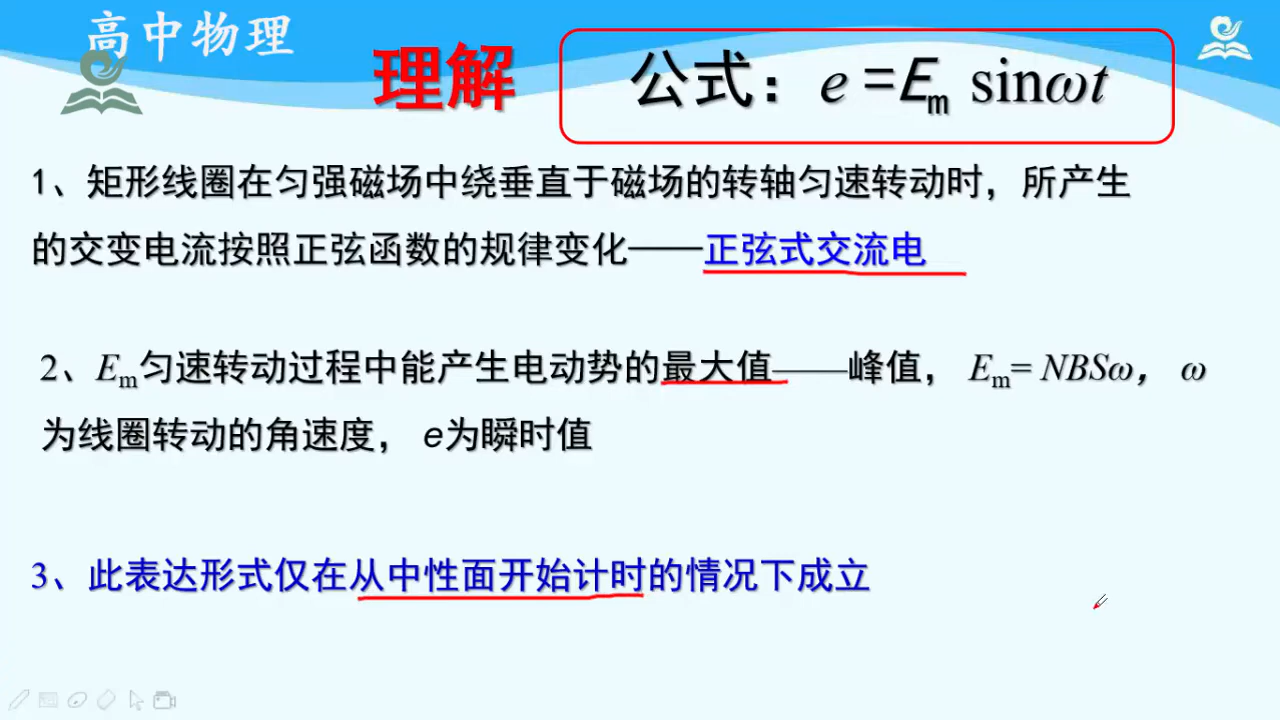 高中物理
理解
公式：e =Em sinωt
1、矩形线圈在匀强磁场中绕垂直于磁场的转轴匀速转动时，所产生
的交变电流按照正弦函数的规律变化——正弦式交流电
2、Em匀速转动过程中能产生电动势的最大值——峰值， Em= NBSω， ω
为线圈转动的角速度， e为瞬时值
3、此表达形式仅在从中性面开始计时的情况下成立